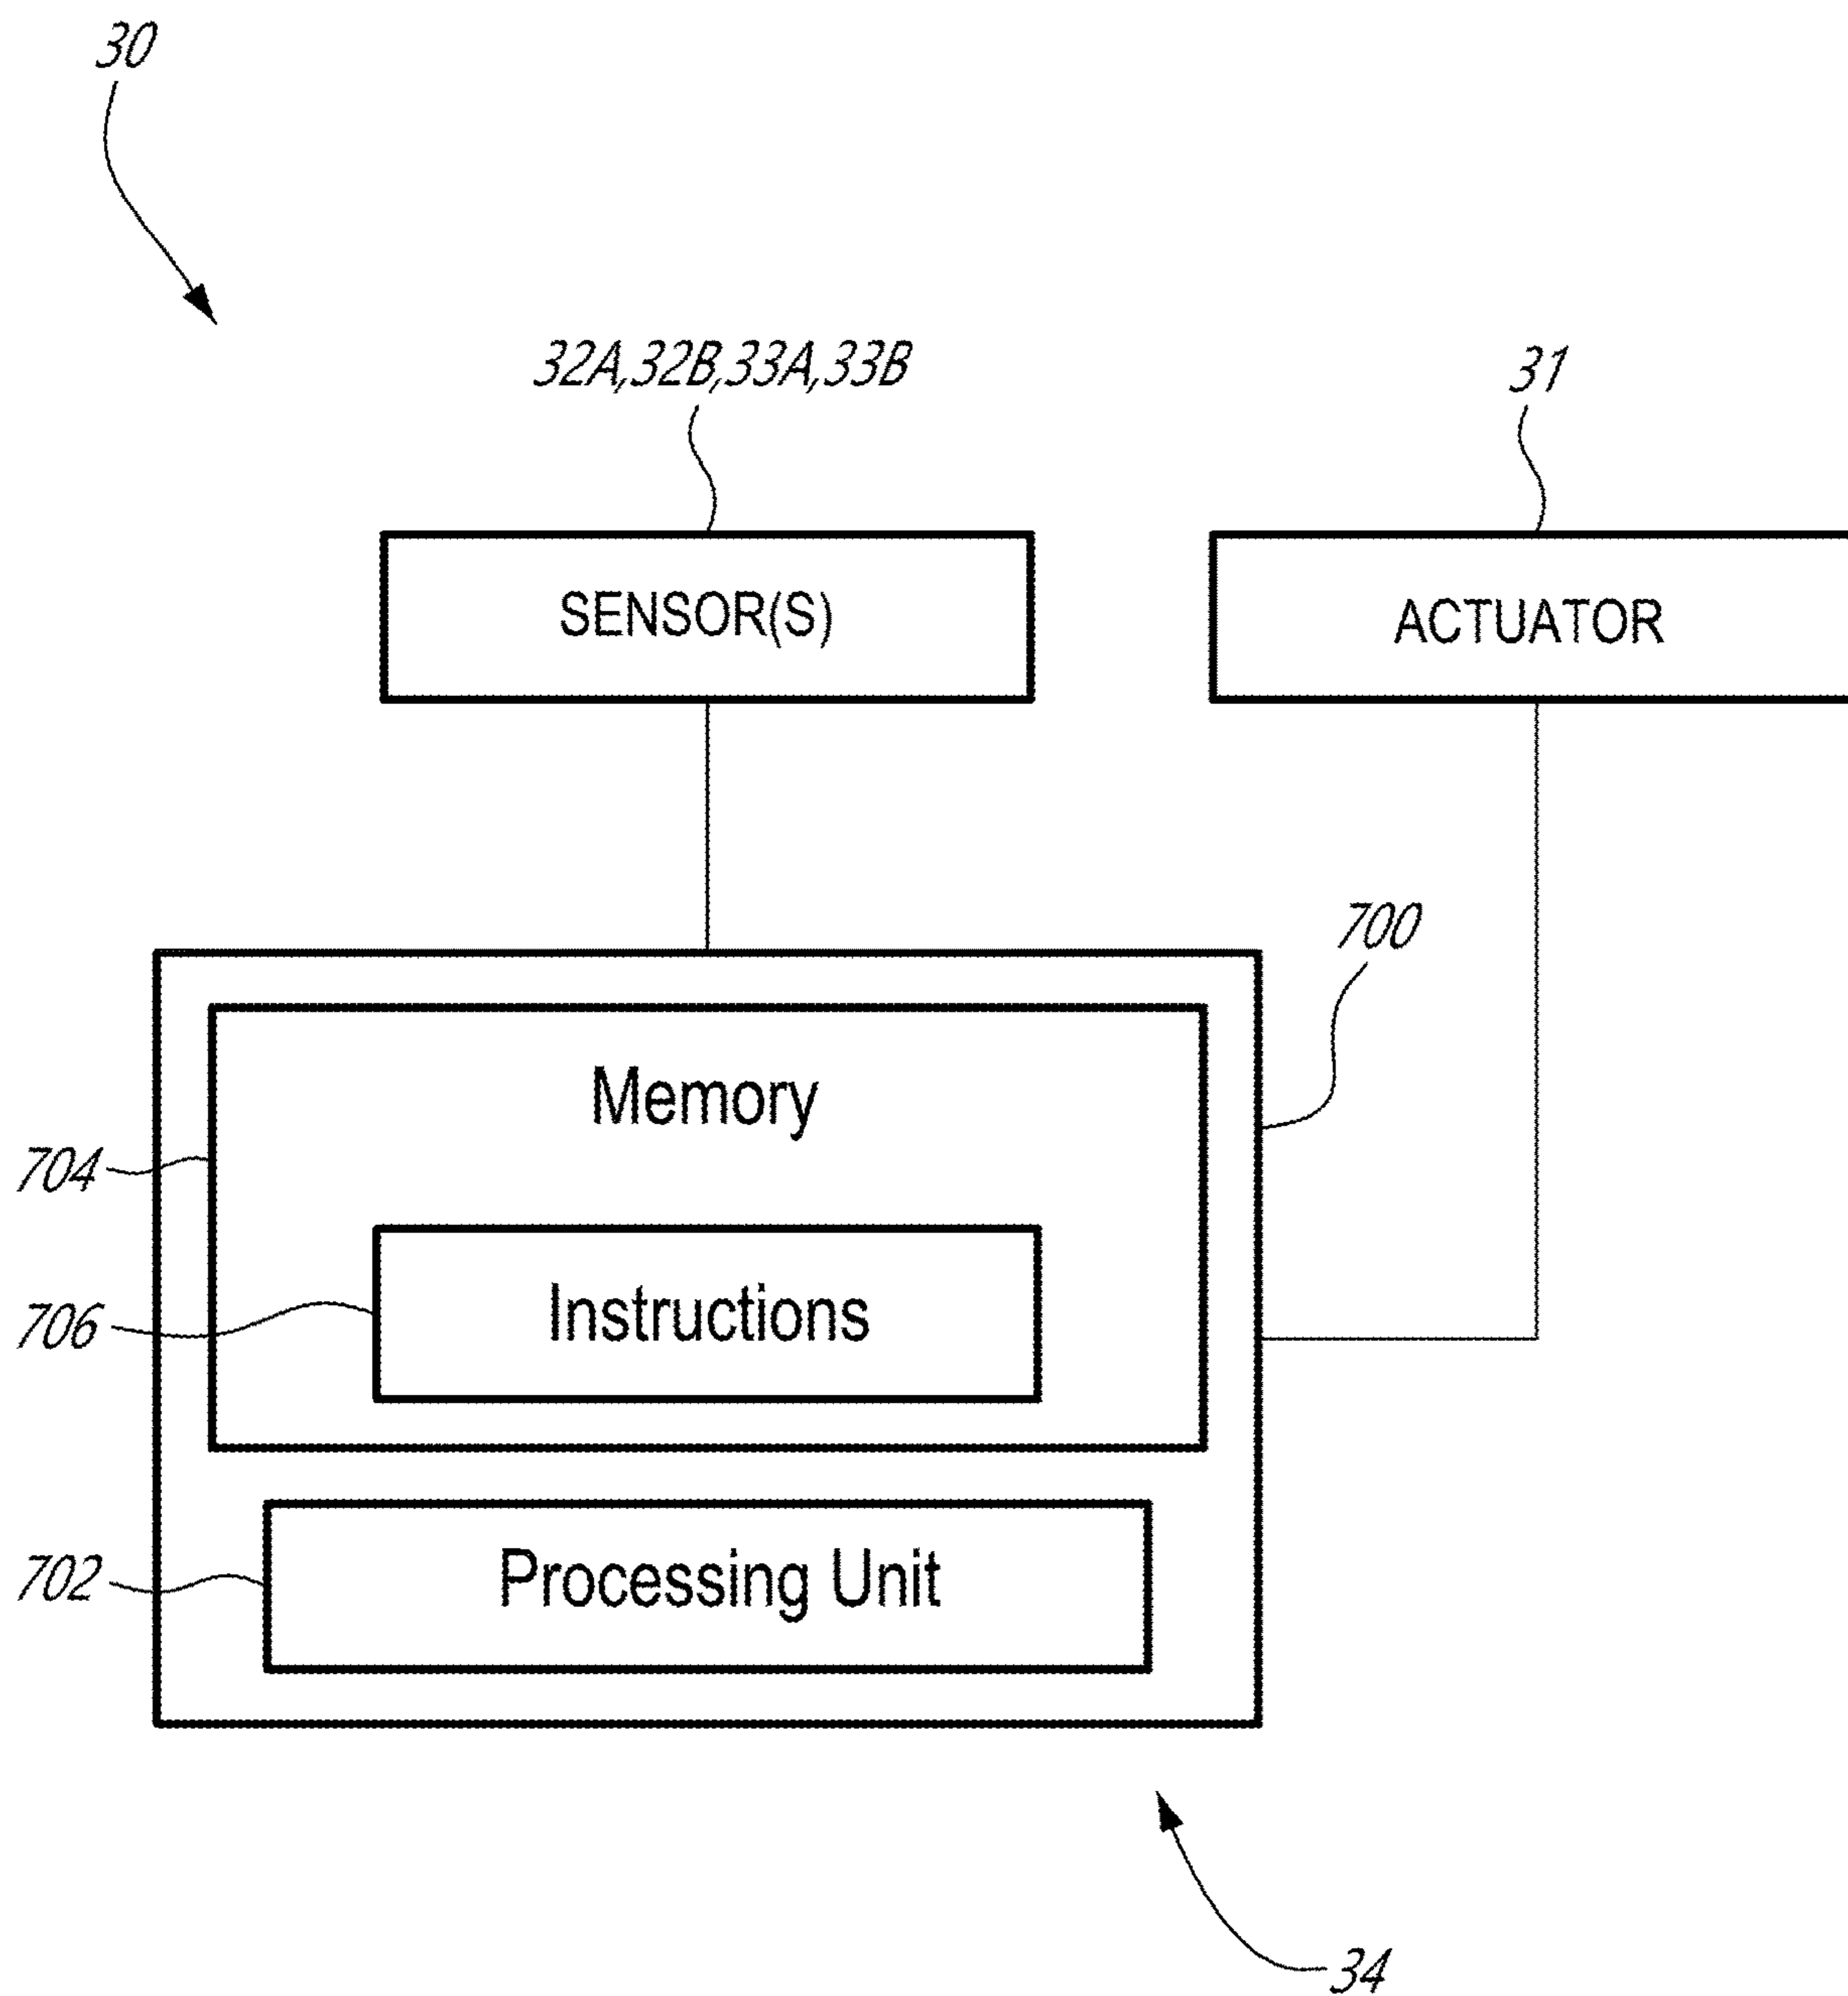 30
32A,32B,33A,33B
31
SENSOR(S)
ACTUATOR
700
Memory
704
Instructions
706
Processing Unit
702
34